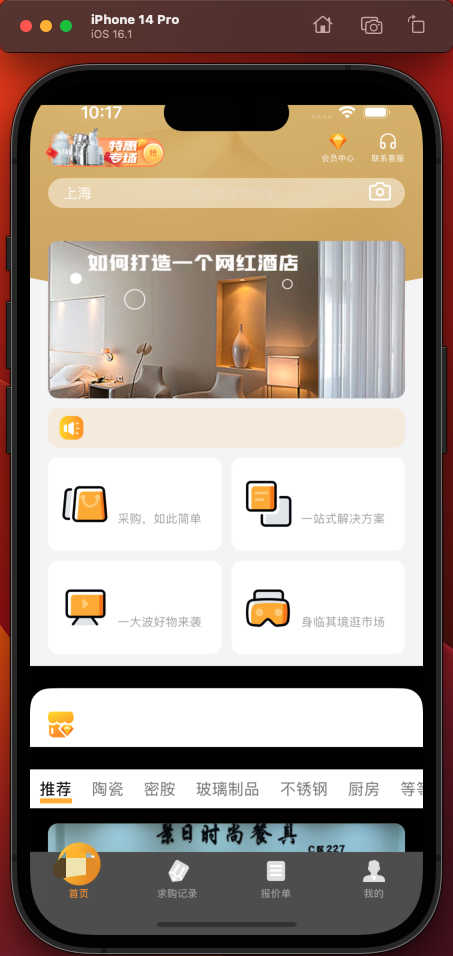 iPhone 14 Pro
iOS 16.1
10:17
特惠
专场
抢
会员中心
联系客服
上海
如何打造一个网红酒店
采购，如此简单
一站式解决方案
一大波好物来袭
身临其境逛市场
推荐
陶瓷
密胺
玻璃制品
不锈钢
厨房
等等
景日时尚餐具
C区227
首页
求购记录
报价单
我的